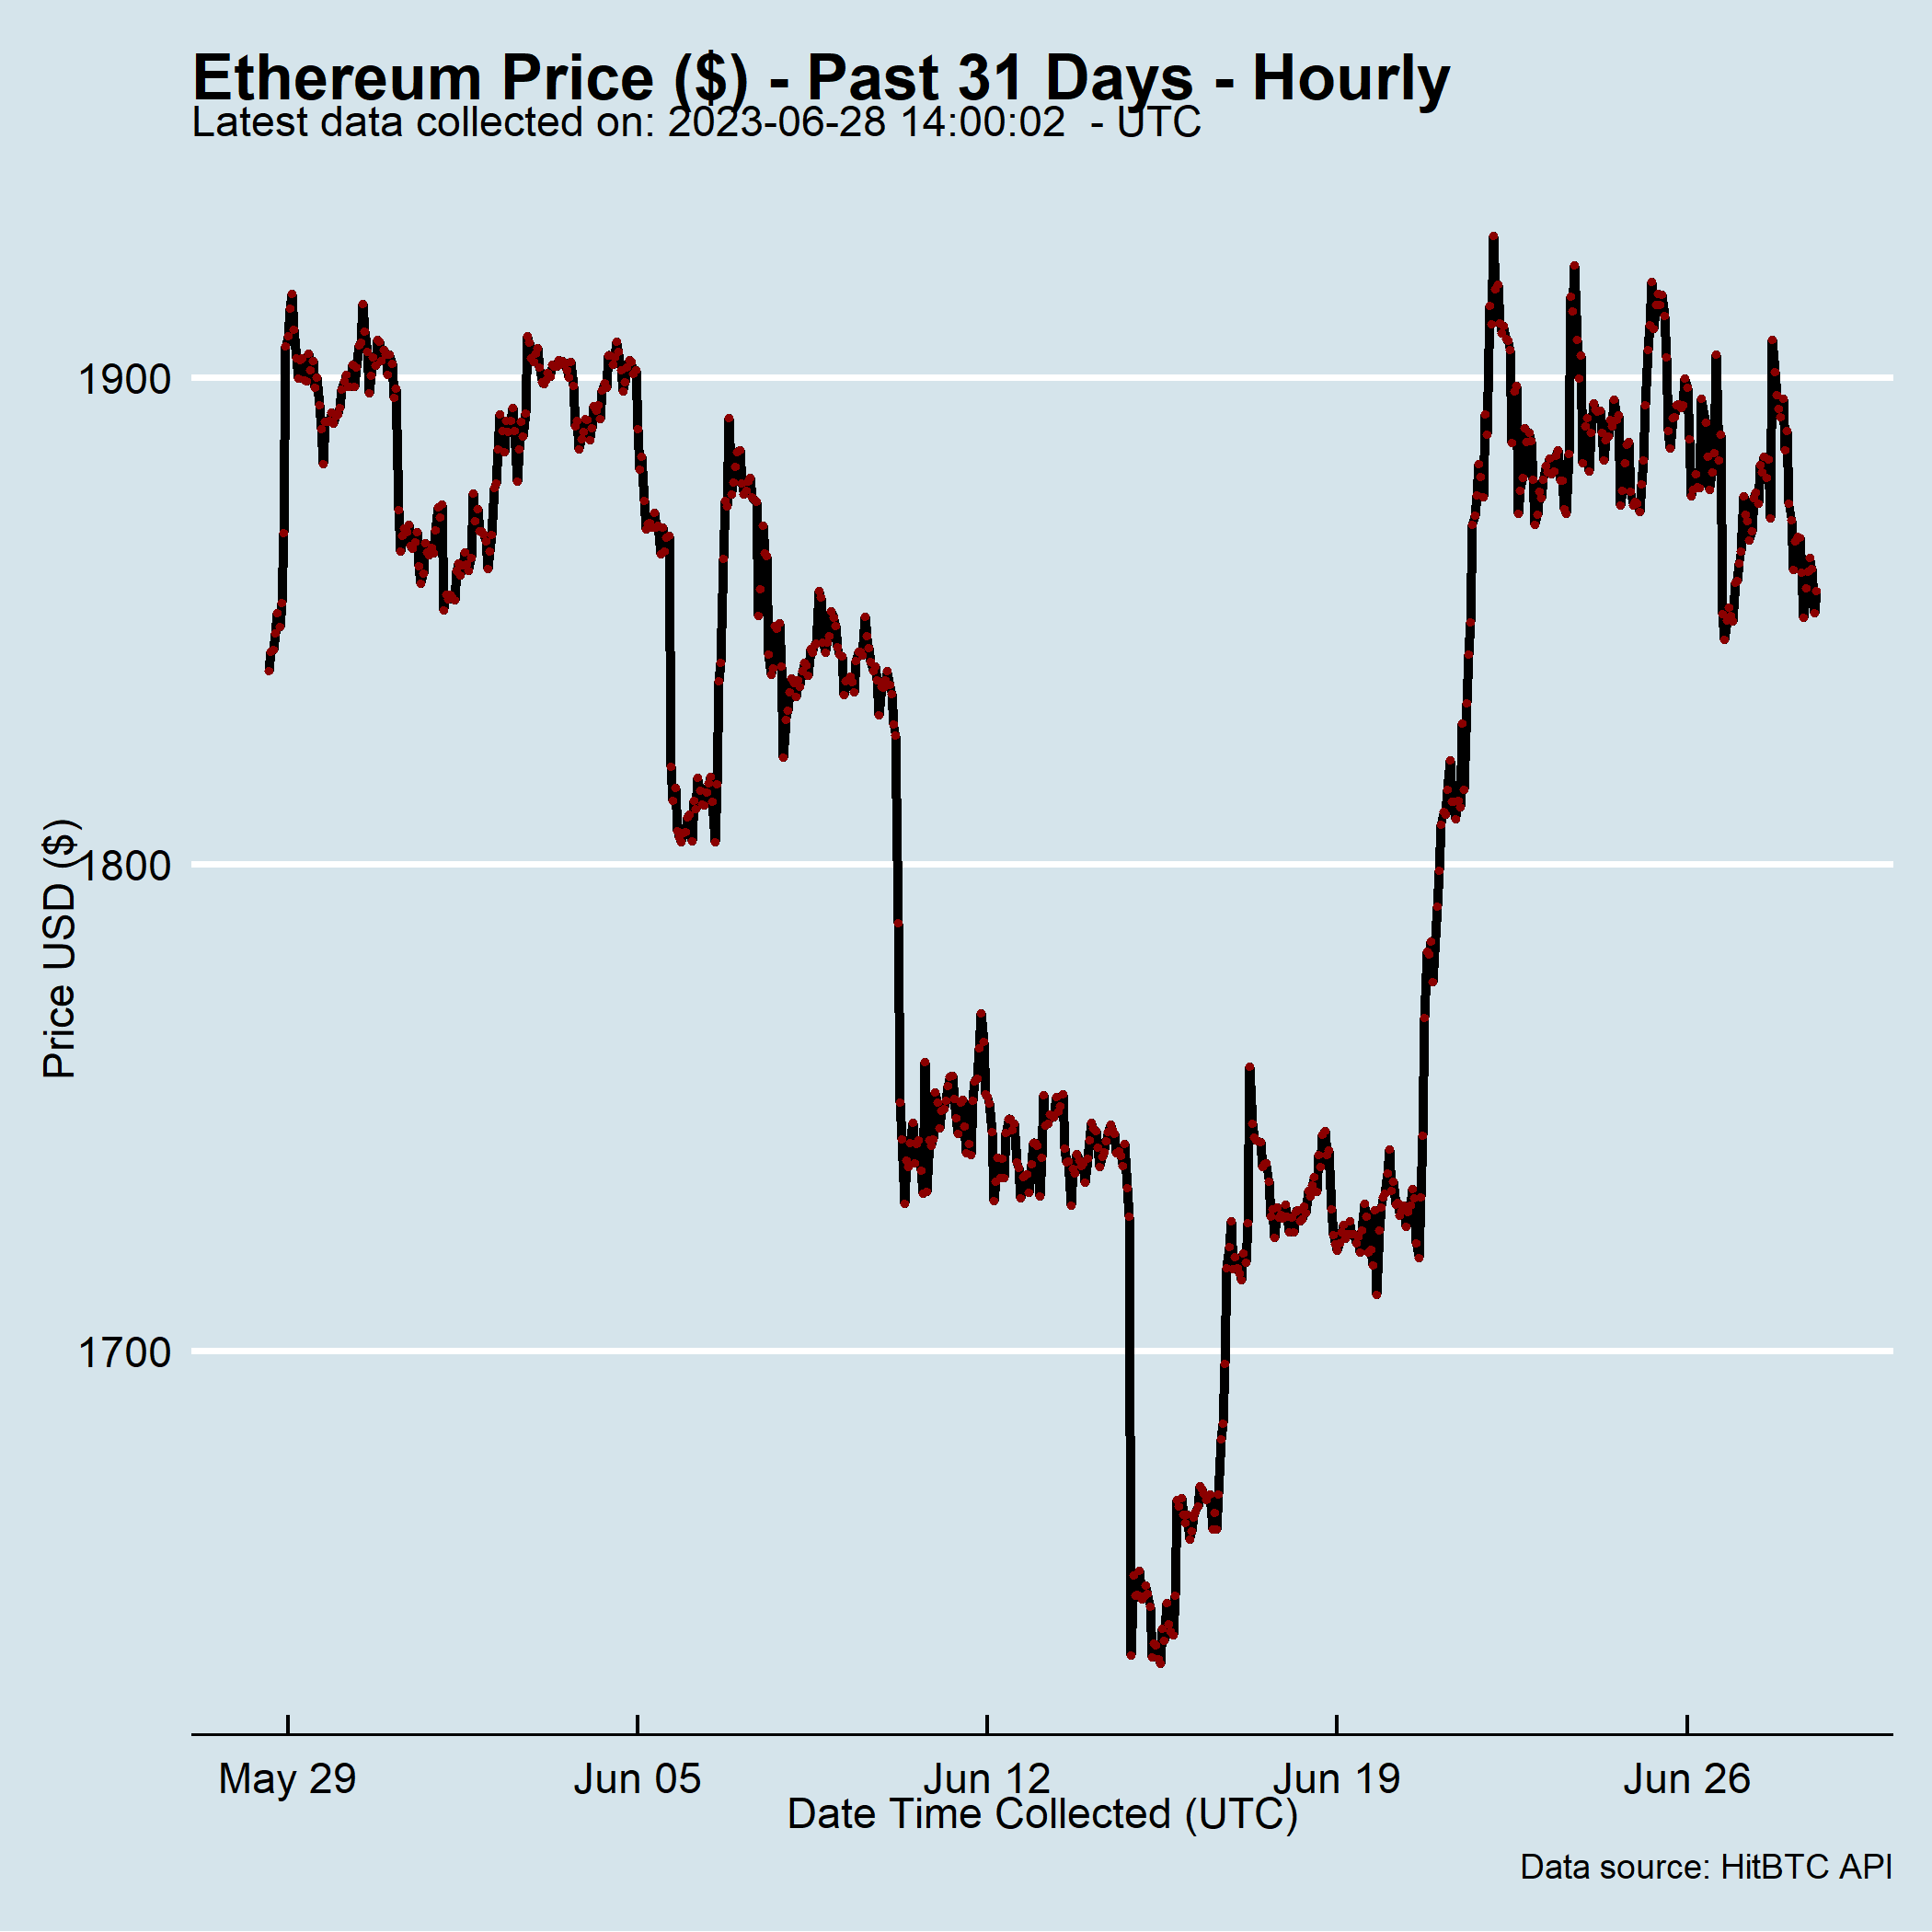 Ethereum Price ($) - Past 31 Days - Hourly
Latest data collected on: 2023-06-28 14:00:02  - UTC
1900
1800
1700
Price USD ($)
May 29
Jun 05
Jun 12
Jun 19
Jun 26
Date Time Collected (UTC)
Data source: HitBTC API